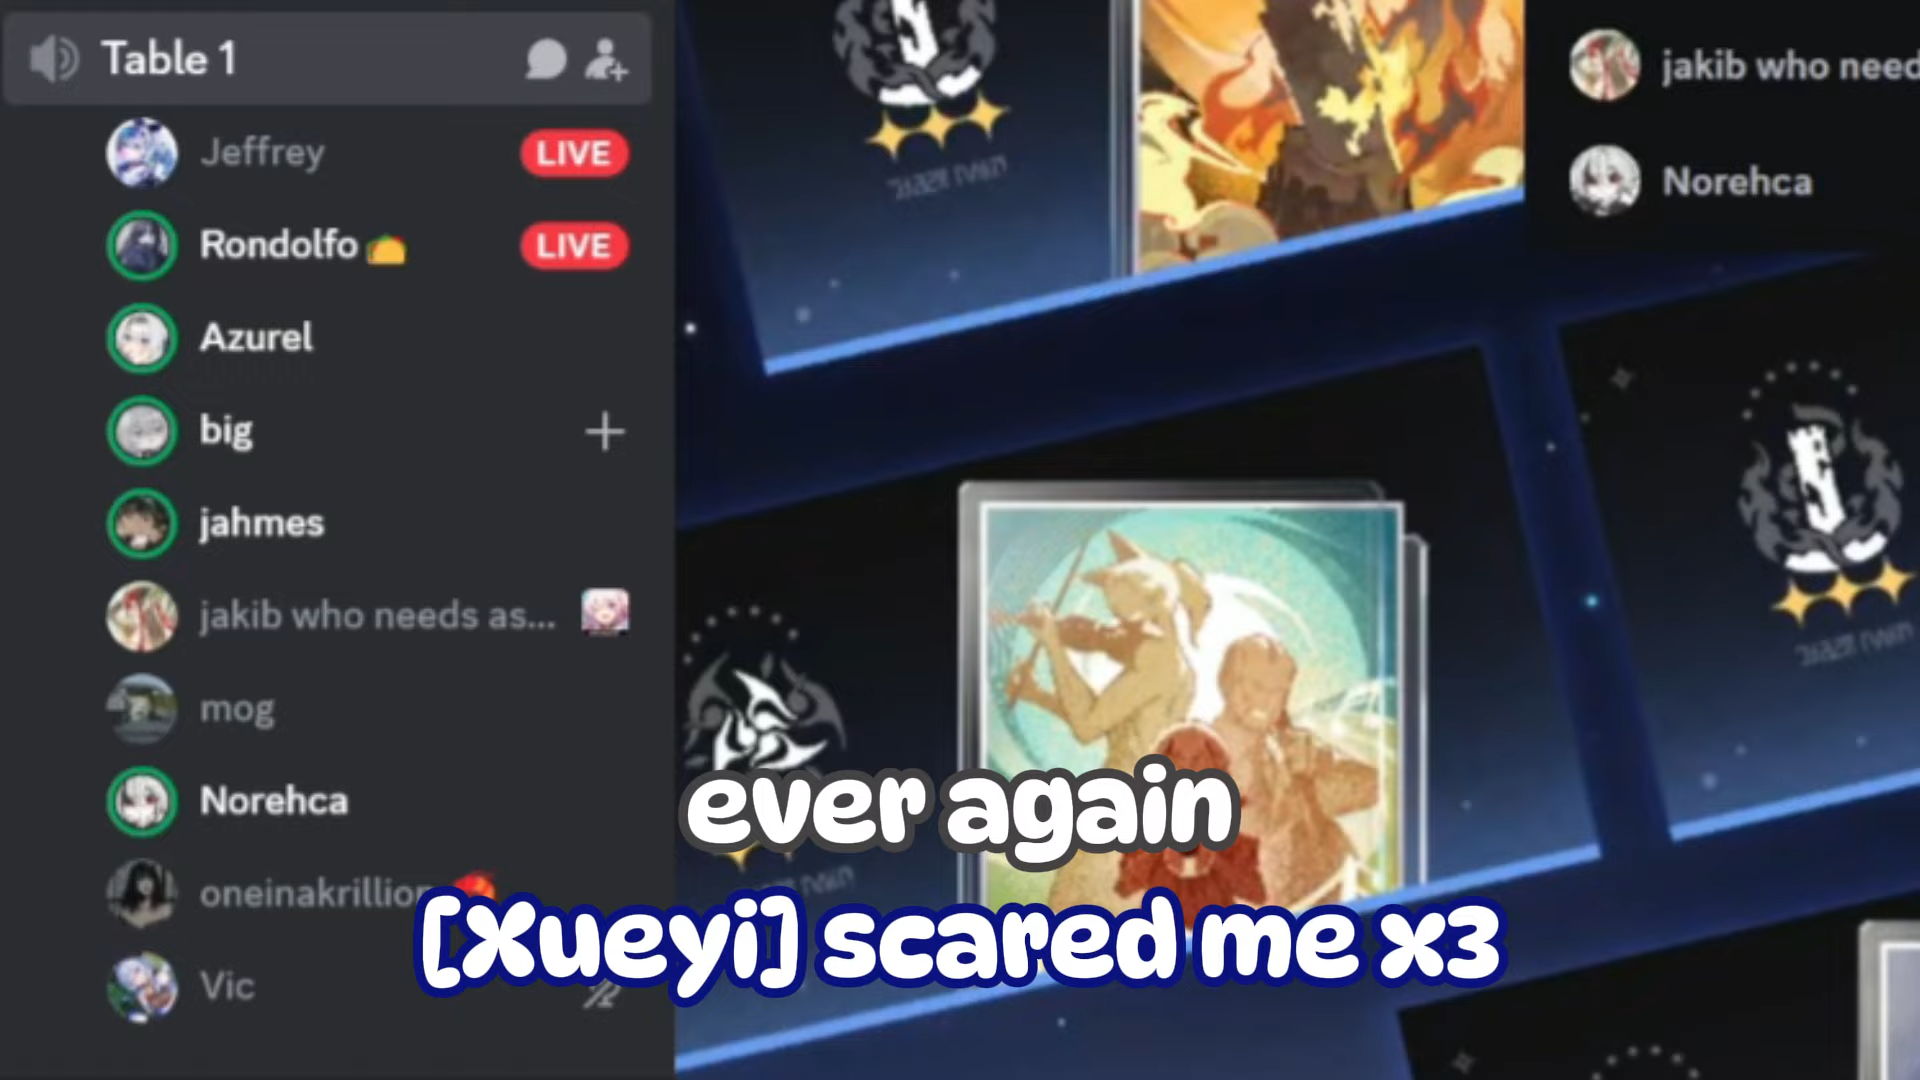 Table 1
Jeffrey LIVE
Rondolfo LIVE
Azurel
big
jahmes
jakib who needs as...
mog
Norehca
oneinakrillion
Vic
jakib who need
Norehca
ever again
[Xueyi] scared me x3